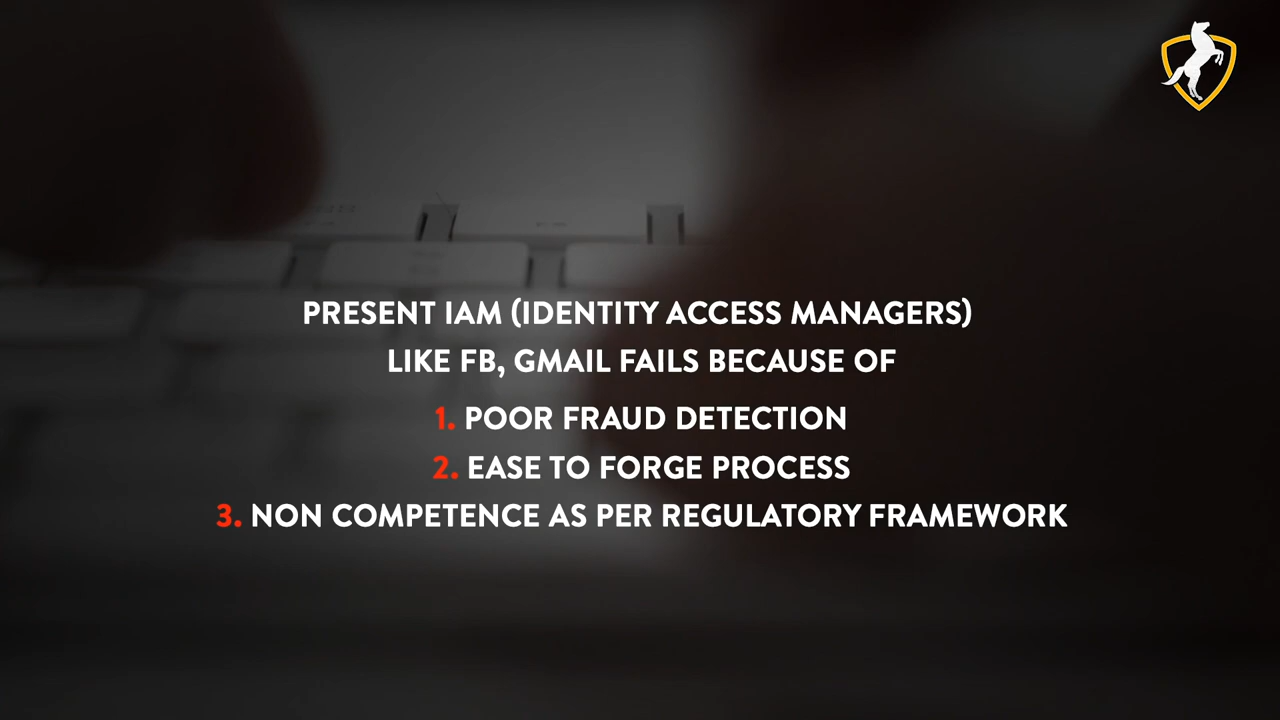 PRESENT IAM (IDENTITY ACCESS MANAGERS)
LIKE FB, GMAIL FAILS BECAUSE OF
1. POOR FRAUD DETECTION
2. EASE TO FORGE PROCESS
3. NON COMPETENCE AS PER REGULATORY FRAMEWORK